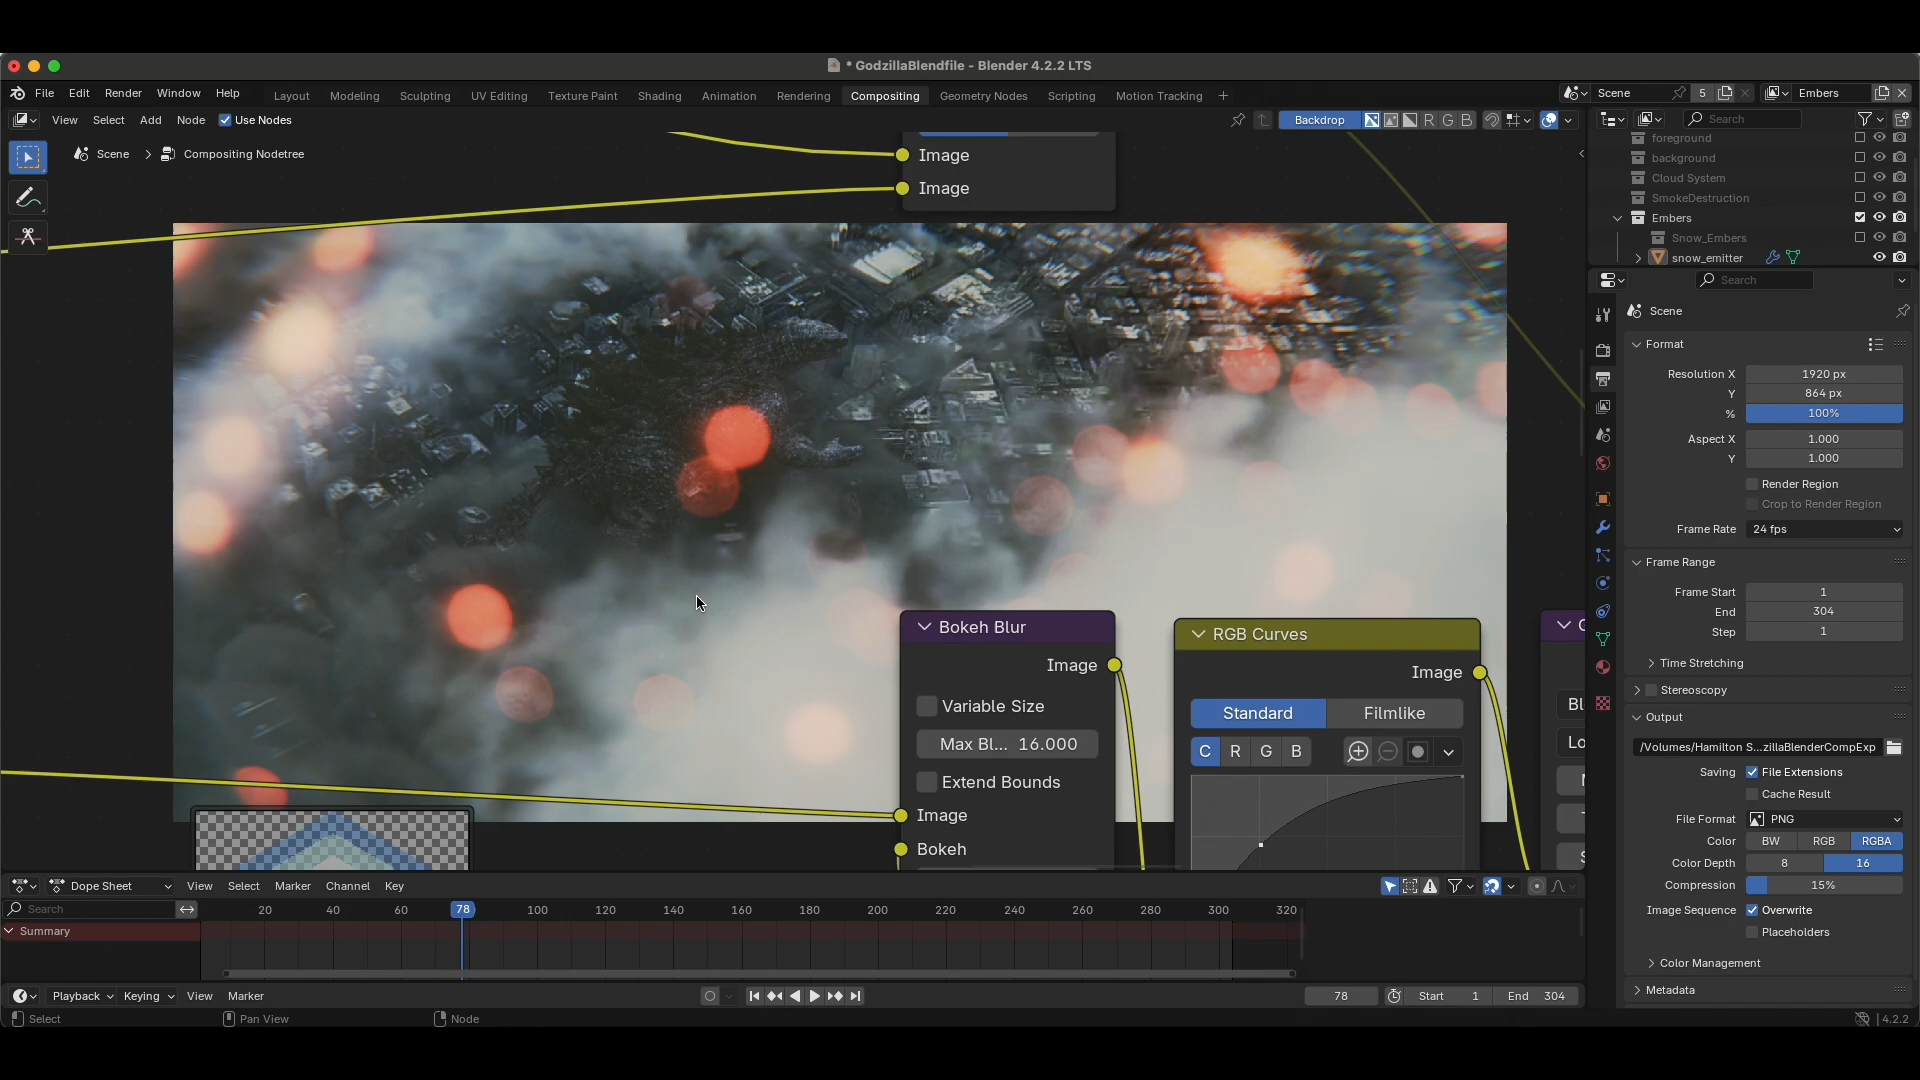 * GodzillaBlendfile - Blender 4.2.2 LTS
File Edit Render Window Help Layout Modeling Sculpting UV Editing Texture Paint Shading Animation Rendering Compositing Geometry Nodes Scripting Motion Tracking + Scene 5 Embers
View Select Add Node Use Nodes Backdrop R G B Search
Scene > Compositing Nodetree
foreground
background
Cloud System
SmokeDestruction
Embers
Snow_Embers
snow_emitter
Image
Image
Search
Scene
Format
Resolution X 1920 px
Y 864 px
% 100%
Aspect X 1.000
Y 1.000
Render Region
Crop to Render Region
Frame Rate 24 fps
Frame Range
Frame Start 1
End 304
Step 1
Time Stretching
Stereoscopy
Output
/Volumes/Hamilton S...zillaBlenderCompExp
Saving File Extensions
Cache Result
File Format PNG
Color BW RGB RGBA
Color Depth 8 16
Compression 15%
Image Sequence Overwrite
Placeholders
Color Management
Metadata
Bokeh Blur
Image
Variable Size
Max Bl... 16.000
Extend Bounds
Image
Bokeh
RGB Curves
Image
Standard Filmlike
C R G B
Bl
Lo
Dope Sheet View Select Marker Channel Key
Search 20 40 60 78 100 120 140 160 180 200 220 240 260 280 300 320
Summary
Playback Keying View Marker 78 Start 1 End 304
Select Pan View Node 4.2.2